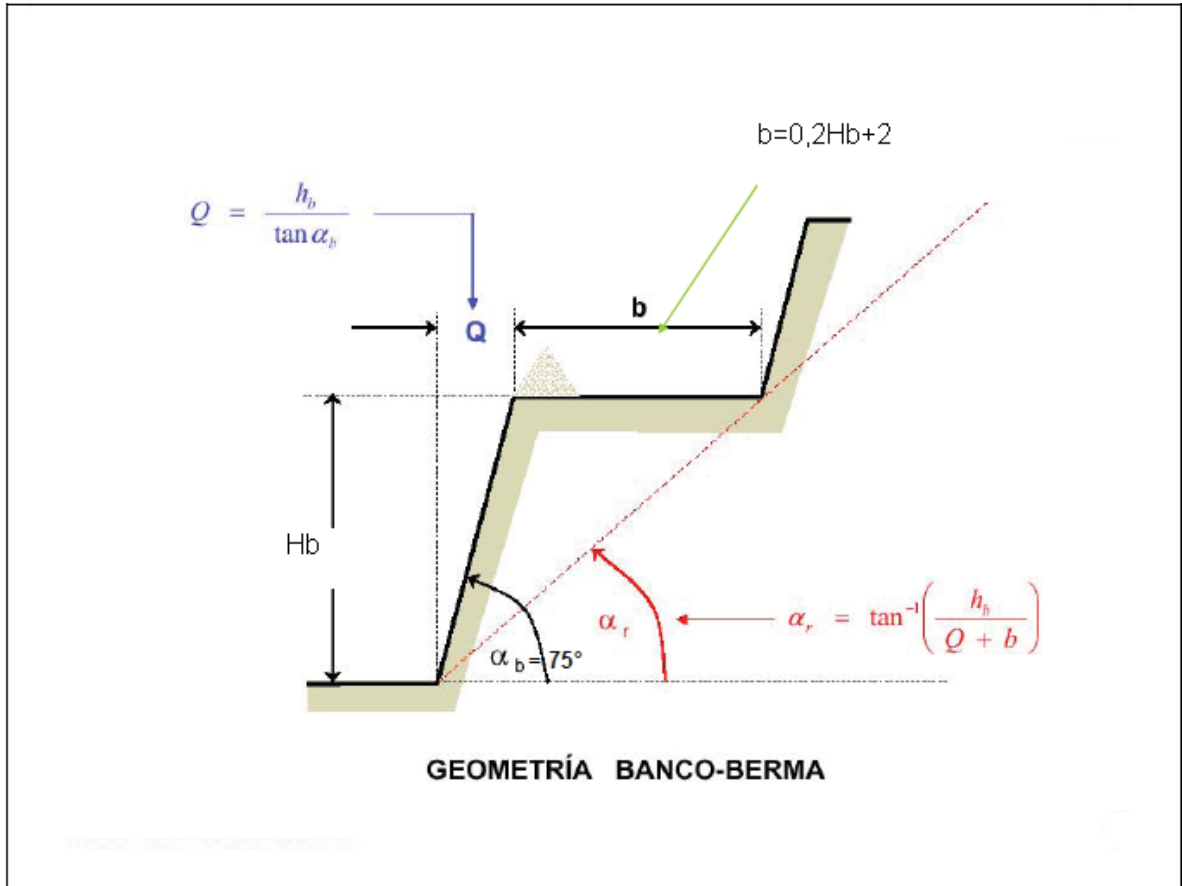 b=0,2Hb+2
Q = h_b / tan α_b
Q
b
Hb
α_r
α_r = tan⁻¹(h_b / (Q + b))
α_b = 75°
GEOMETRÍA BANCO-BERMA